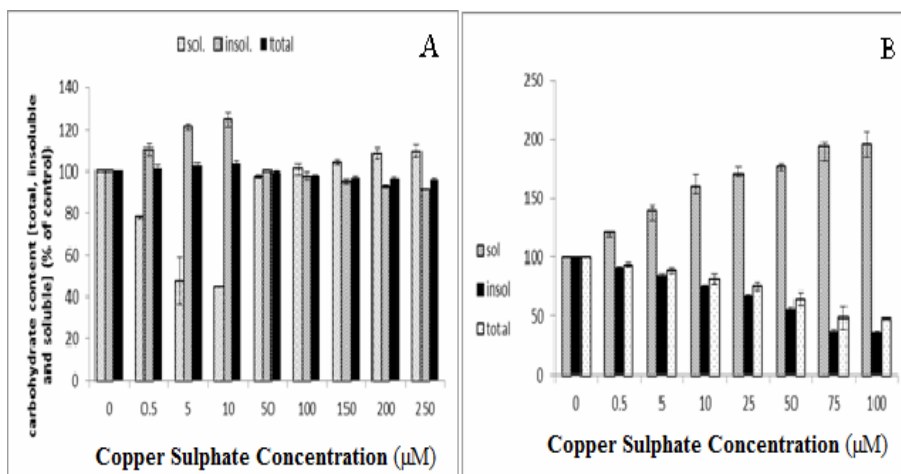 sol. insol. total
A
carbohydrate content [total, insoluble and soluble] (% of control)
140
120
100
80
60
40
20
0
0 0.5 5 10 50 100 150 200 250
Copper Sulphate Concentration (µM)
B
250
200
150
100
50
0
sol
insol
total
0 0.5 5 10 25 50 75 100
Copper Sulphate Concentration (µM)